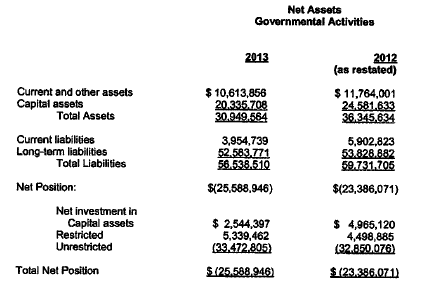 Net Assets
Governmental Activities
2013 2012
(as restated)
Current and other assets $ 10,613,856 $ 11,764,001
Capital assets 20,335,708 24,581,633
Total Assets 30,949,564 36,345,634
Current liabilities 3,954,739 5,902,823
Long-term liabilities 52,583,771 53,828,882
Total Liabilities 56,538,510 59,731,705
Net Position: $(25,588,946) $(23,386,071)
Net investment in
Capital assets $ 2,544,397 $ 4,965,120
Restricted 5,339,462 4,498,885
Unrestricted (33,472,805) (32,850,076)
Total Net Position $ (25,588,946) $ (23,386,071)